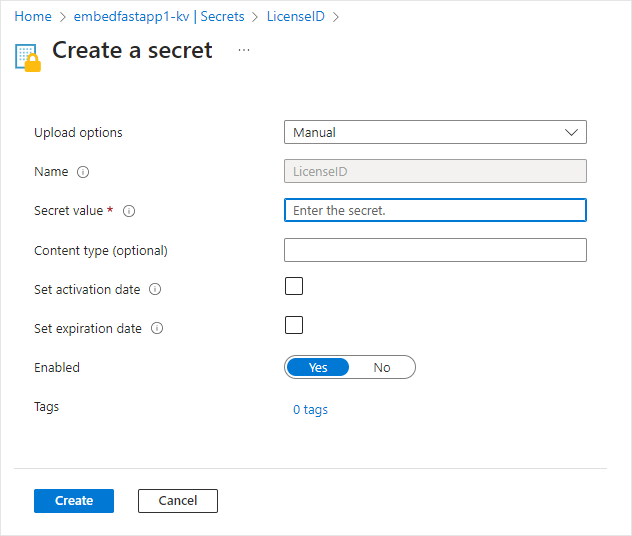 Home > embedfastapp1-kv | Secrets > LicenseID >
Create a secret ...
Upload options Manual
Name LicenseID
Secret value * Enter the secret.
Content type (optional)
Set activation date
Set expiration date
Enabled Yes No
Tags 0 tags
Create Cancel